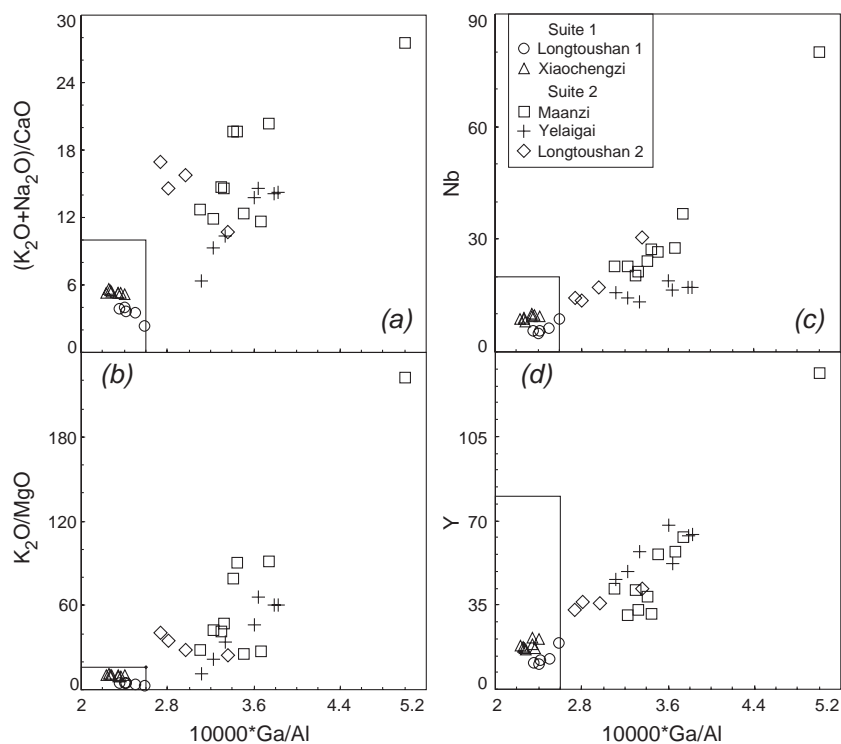 30
24
18
12
6
0
(K₂O+Na₂O)/CaO
(a)
90
60
30
0
Nb
Suite 1
Longtoushan 1
Xiaochengzi
Suite 2
Maanzi
Yelaigai
Longtoushan 2
(c)
(b)
180
120
60
0
K₂O/MgO
2 2.8 3.6 4.4 5.2
10000*Ga/Al
(d)
105
70
35
0
Y
2 2.8 3.6 4.4 5.2
10000*Ga/Al